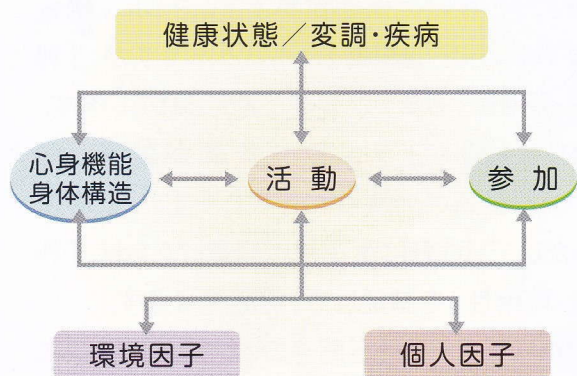 健康状態／変調・疾病
心身機能
身体構造
活動
参加
環境因子
個人因子